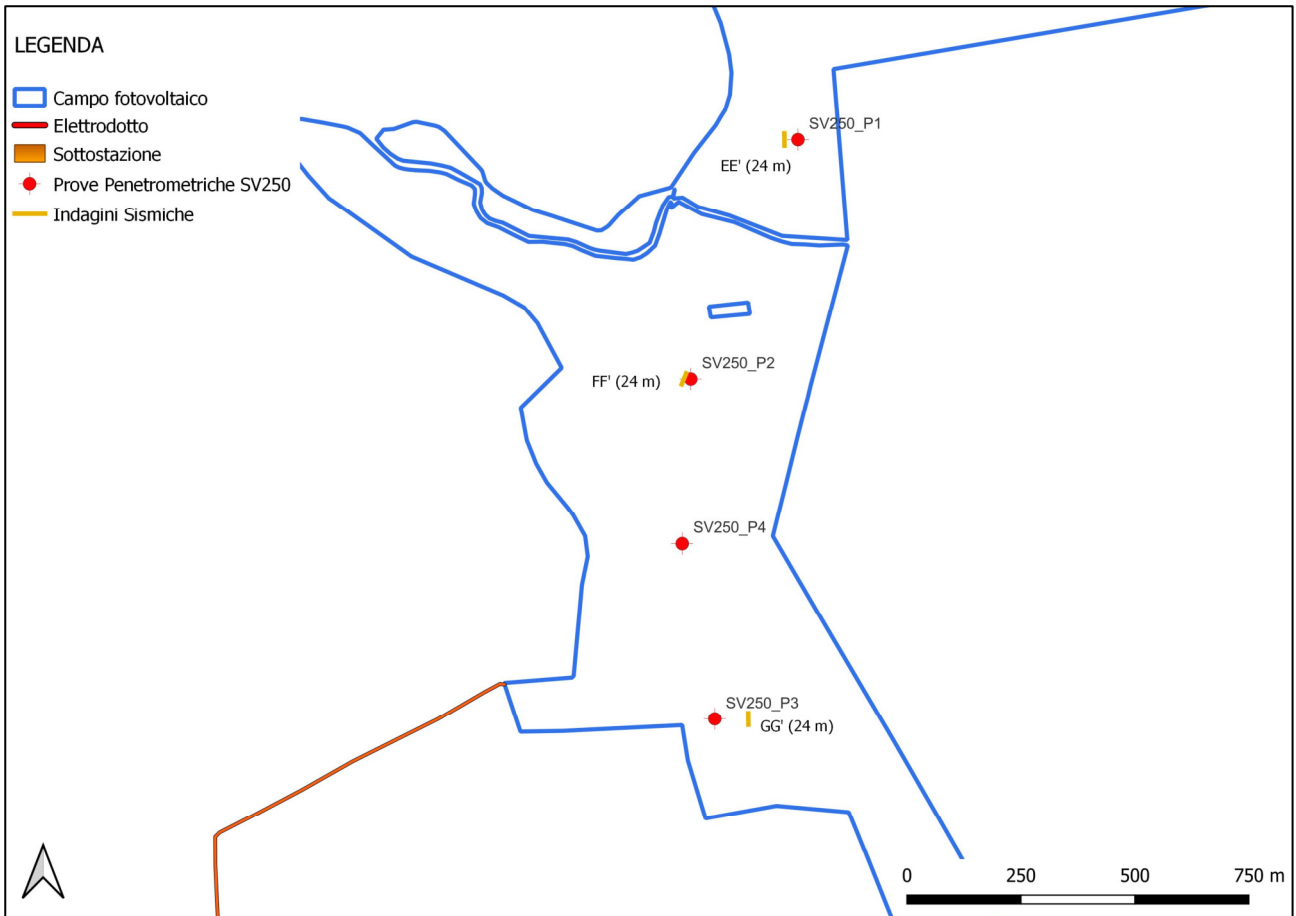 LEGENDA
Campo fotovoltaico
Elettrodotto
Sottostazione
Prove Penetrometriche SV250
Indagini Sismiche
SV250_P1
EE' (24 m)
SV250_P2
FF' (24 m)
SV250_P4
SV250_P3
GG' (24 m)
0 250 500 750 m